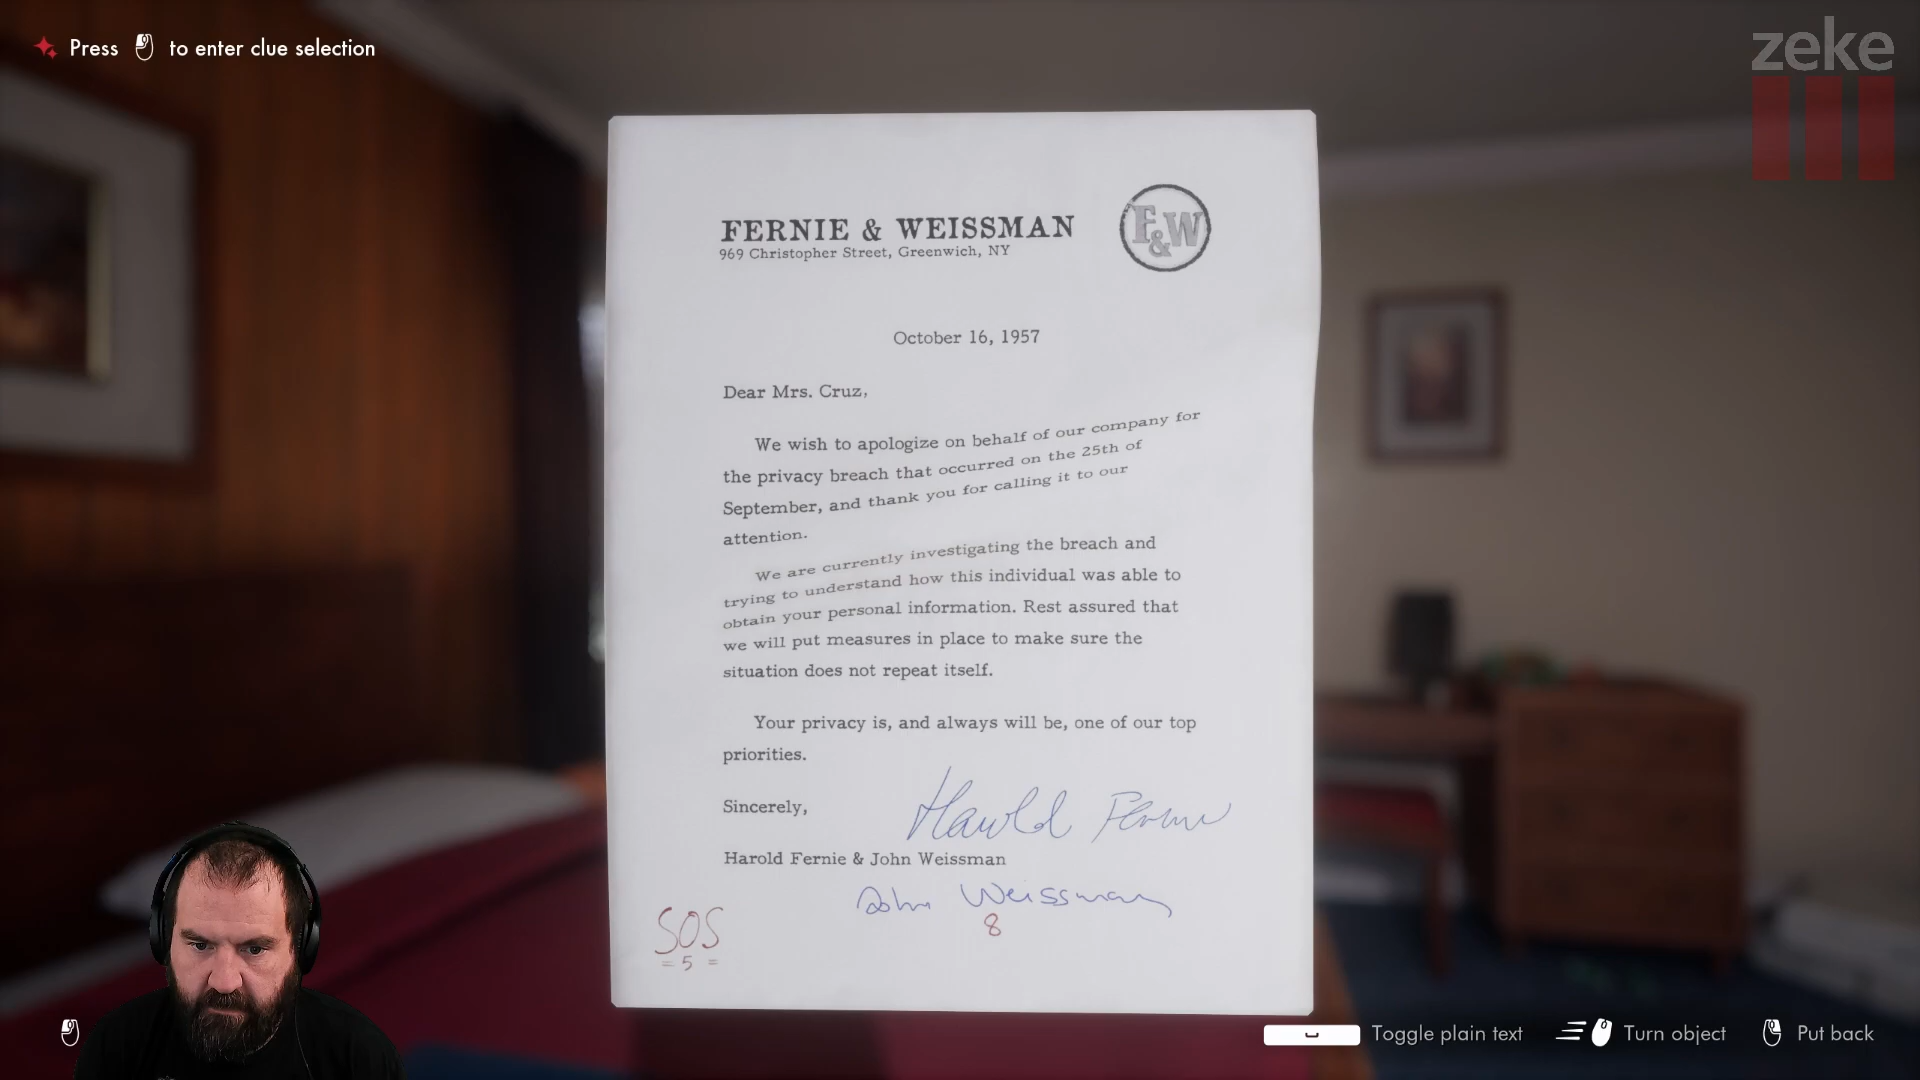 Press to enter clue selection
zeke
FERNIE & WEISSMAN
969 Christopher Street, Greenwich, NY
F&W
October 16, 1957
Dear Mrs. Cruz,
We wish to apologize on behalf of our company for
the privacy breach that occurred on the 25th of
September, and thank you for calling it to our
attention.
We are currently investigating the breach and
trying to understand how this individual was able to
obtain your personal information. Rest assured that
we will put measures in place to make sure the
situation does not repeat itself.
Your privacy is, and always will be, one of our top
priorities.
Sincerely,
Harold Fernie
Harold Fernie & John Weissman
John Weissman
8
SOS
= 5 =
Toggle plain text
Turn object
Put back